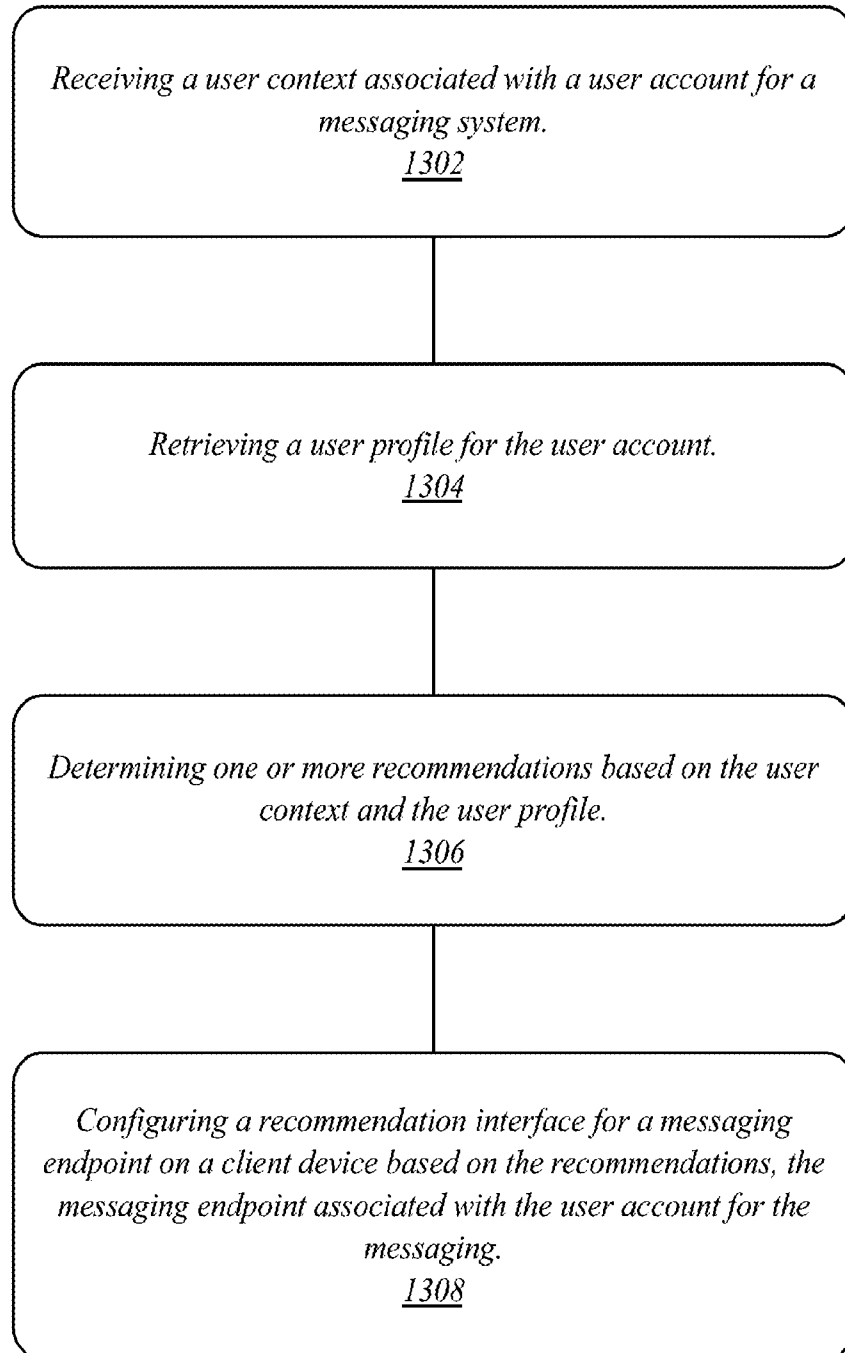 Receiving a user context associated with a user account for a
messaging system.
1302
Retrieving a user profile for the user account.
1304
Determining one or more recommendations based on the user
context and the user profile.
1306
Configuring a recommendation interface for a messaging
endpoint on a client device based on the recommendations, the
messaging endpoint associated with the user account for the
messaging.
1308